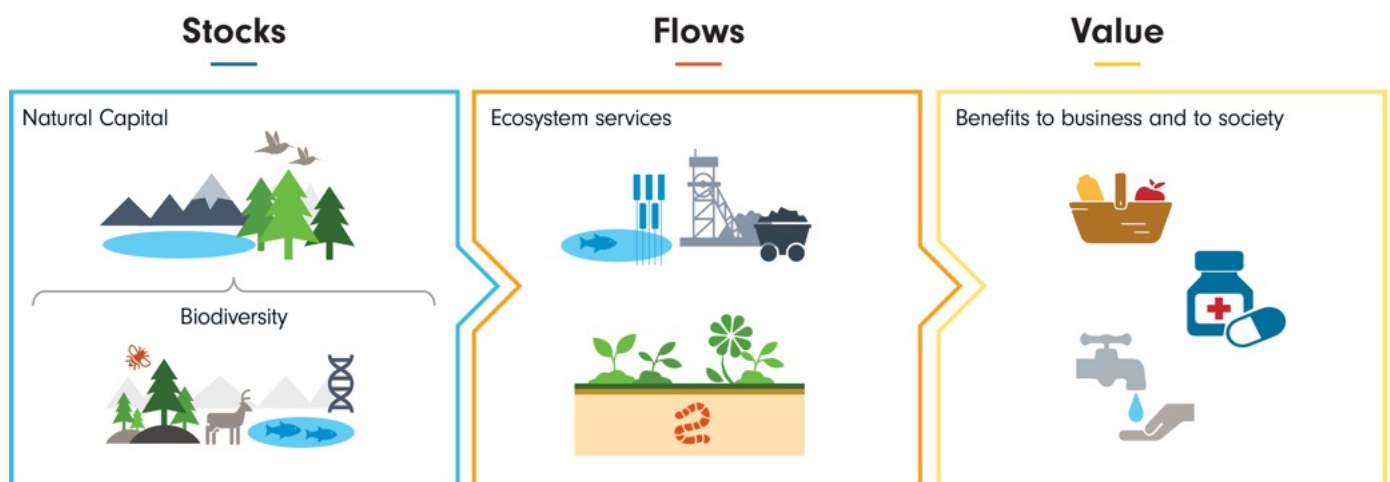 Stocks
Flows
Value
Natural Capital
Ecosystem services
Benefits to business and to society
Biodiversity